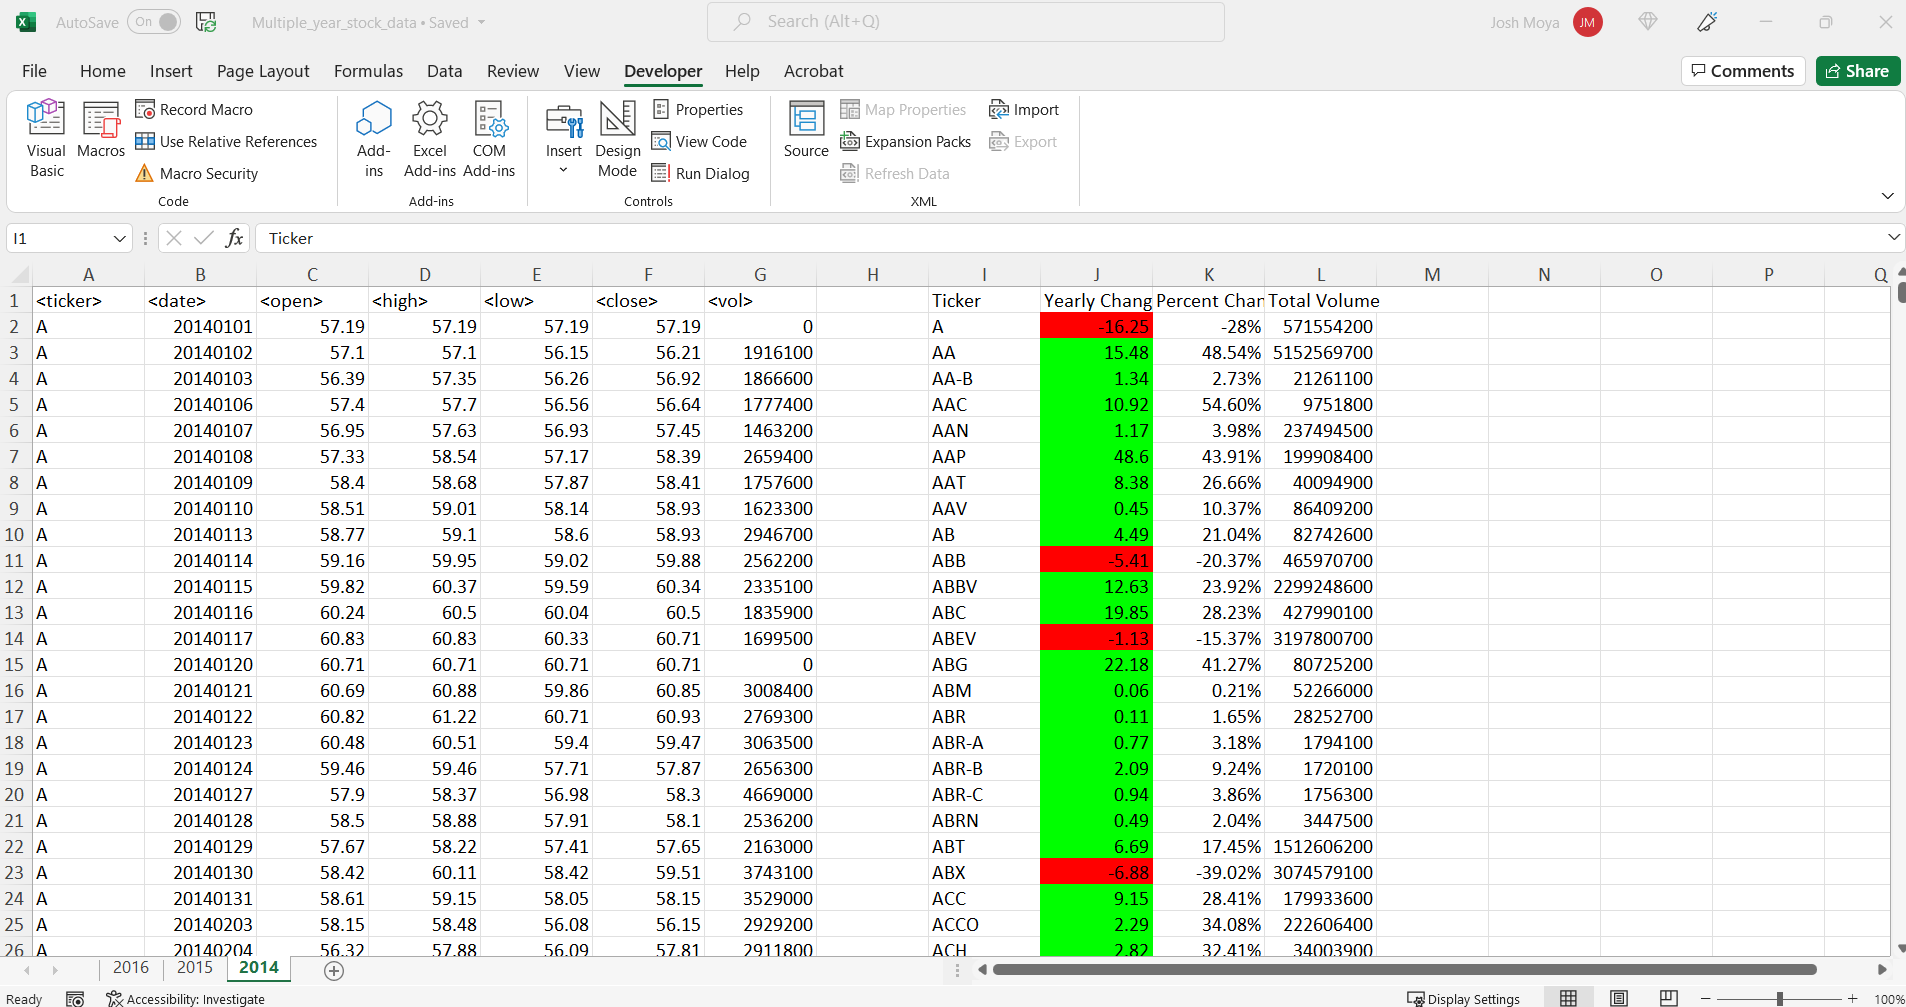 AutoSave On Multiple_year_stock_data • Saved Search (Alt+Q) Josh Moya JM
File Home Insert Page Layout Formulas Data Review View Developer Help Acrobat Comments Share
Visual Basic Macros Record Macro Use Relative References Macro Security
Add-ins Excel Add-ins COM Add-ins
Insert Design Mode Properties View Code Run Dialog
Source Map Properties Expansion Packs Refresh Data Import Export
Code Add-ins Controls XML
I1 fx Ticker
A B C D E F G H I J K L M N O P Q
1 <ticker> <date> <open> <high> <low> <close> <vol> Ticker Yearly Chang Percent Char Total Volume
2 A 20140101 57.19 57.19 57.19 57.19 0 A -16.25 -28% 571554200
3 A 20140102 57.1 57.1 56.15 56.21 1916100 AA 15.48 48.54% 5152569700
4 A 20140103 56.39 57.35 56.26 56.92 1866600 AA-B 1.34 2.73% 21261100
5 A 20140106 57.4 57.7 56.56 56.64 1777400 AAC 10.92 54.60% 9751800
6 A 20140107 56.95 57.63 56.93 57.45 1463200 AAN 1.17 3.98% 237494500
7 A 20140108 57.33 58.54 57.17 58.39 2659400 AAP 48.6 43.91% 199908400
8 A 20140109 58.4 58.68 57.87 58.41 1757600 AAT 8.38 26.66% 40094900
9 A 20140110 58.51 59.01 58.14 58.93 1623300 AAV 0.45 10.37% 86409200
10 A 20140113 58.77 59.1 58.6 58.93 2946700 AB 4.49 21.04% 82742600
11 A 20140114 59.16 59.95 59.02 59.88 2562200 ABB -5.41 -20.37% 465970700
12 A 20140115 59.82 60.37 59.59 60.34 2335100 ABBV 12.63 23.92% 2299248600
13 A 20140116 60.24 60.5 60.04 60.5 1835900 ABC 19.85 28.23% 427990100
14 A 20140117 60.83 60.83 60.33 60.71 1699500 ABEV -1.13 -15.37% 3197800700
15 A 20140120 60.71 60.71 60.71 60.71 0 ABG 22.18 41.27% 80725200
16 A 20140121 60.69 60.88 59.86 60.85 3008400 ABM 0.06 0.21% 52266000
17 A 20140122 60.82 61.22 60.71 60.93 2769300 ABR 0.11 1.65% 28252700
18 A 20140123 60.48 60.51 59.4 59.47 3063500 ABR-A 0.77 3.18% 1794100
19 A 20140124 59.46 59.46 57.71 57.87 2656300 ABR-B 2.09 9.24% 1720100
20 A 20140127 57.9 58.37 56.98 58.3 4669000 ABR-C 0.94 3.86% 1756300
21 A 20140128 58.5 58.88 57.91 58.1 2536200 ABRN 0.49 2.04% 3447500
22 A 20140129 57.67 58.22 57.41 57.65 2163000 ABT 6.69 17.45% 1512606200
23 A 20140130 58.42 60.11 58.42 59.51 3743100 ABX -6.88 -39.02% 3074579100
24 A 20140131 58.61 59.15 58.05 58.15 3529000 ACC 9.15 28.41% 179933600
25 A 20140203 58.15 58.48 56.08 56.15 2929200 ACCO 2.29 34.08% 222606400
26 A 20140204 56.32 57.88 56.09 57.81 2911800 ACH 2.82 32.41% 34003900
2016 2015 2014
Ready Accessibility: Investigate Display Settings 100%